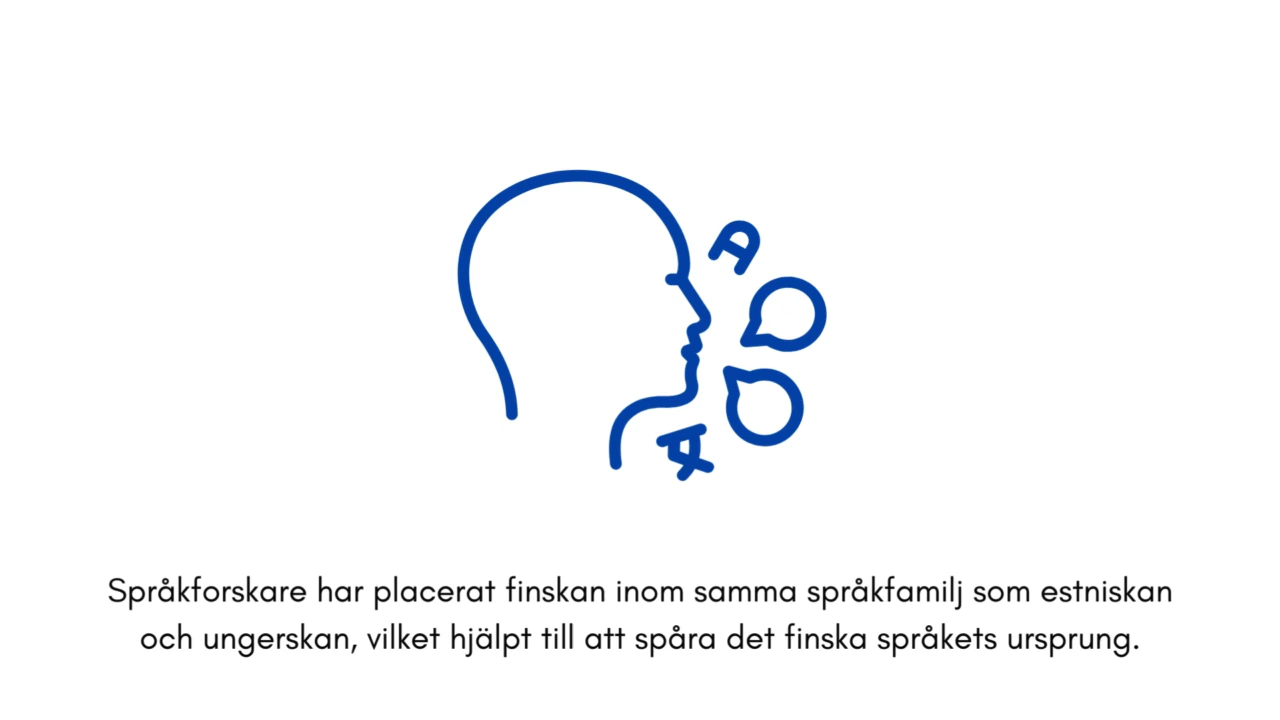 A
Språkforskare har placerat finskan inom samma språkfamilj som estniskan
och ungerskan, vilket hjälpt till att spåra det finska språkets ursprung.